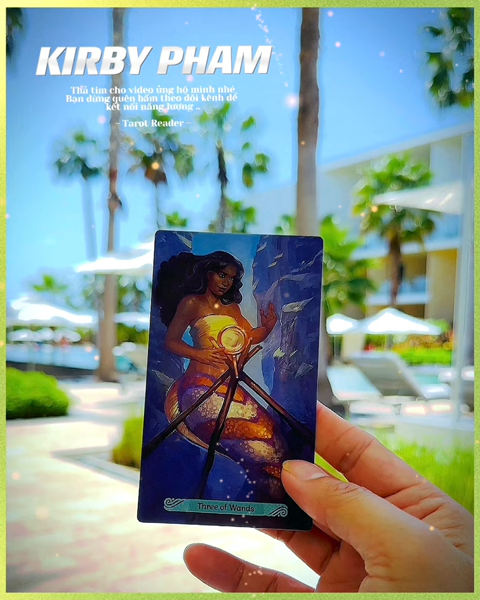 KIRBY PHAM
Thả tim cho video ủng hộ mình nhé
Bạn đừng quên bấm theo dõi kênh để
kết nối năng lượng ..
~ Tarot Reader ~
Three of Wands